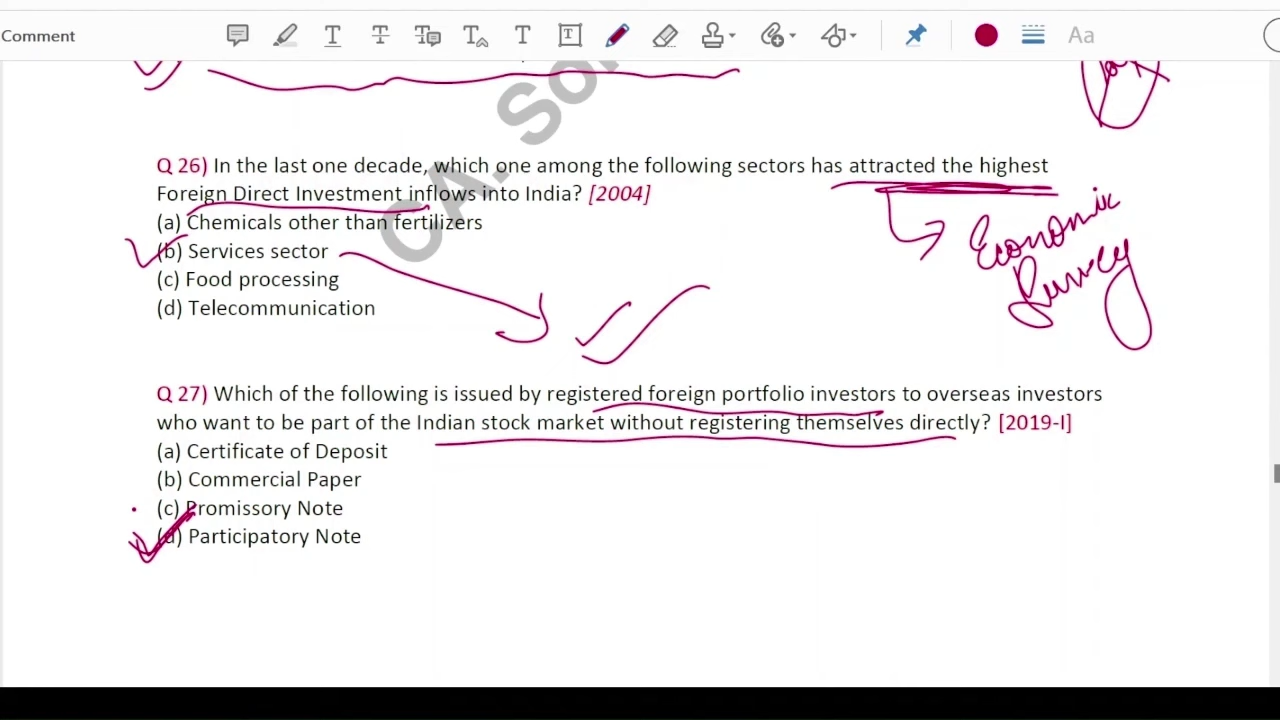 Comment
T T T T T Aa
CA. So
Q 26) In the last one decade, which one among the following sectors has attracted the highest
Foreign Direct Investment inflows into India? [2004]
(a) Chemicals other than fertilizers
(b) Services sector
(c) Food processing
(d) Telecommunication
Economic
Survey
Q 27) Which of the following is issued by registered foreign portfolio investors to overseas investors
who want to be part of the Indian stock market without registering themselves directly? [2019-I]
(a) Certificate of Deposit
(b) Commercial Paper
(c) Promissory Note
(d) Participatory Note